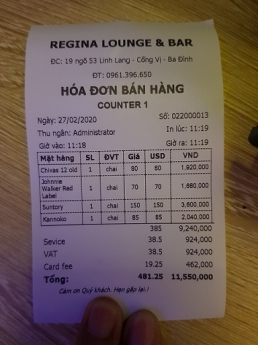 REGINA LOUNGE & BAR
ĐC: 19 ngõ 53 Linh Lang - Cống Vị - Ba Đình
ĐT: 0961.396.650
HÓA ĐƠN BÁN HÀNG
COUNTER 1
Ngày: 27/02/2020 Số: 022000013
Thu ngân: Administrator In lúc: 11:19
Giờ vào: 11:18 Giờ ra: 11:19
Mặt hàng SL ĐVT Giá USD VND
Chivas 12 old 1 chai 80 80 1,920,000
Johnnie
Walker Red 1 chai 70 70 1,680,000
Label
Suntory 1 chai 150 150 3,600,000
Kannoko 1 chai 85 85 2,040,000
385 9,240,000
Sevice 38.5 924,000
VAT 38.5 924,000
Card fee 19.25 462,000
Tổng: 481.25 11,550,000
Cảm ơn Quý khách. Hẹn gặp lại.!